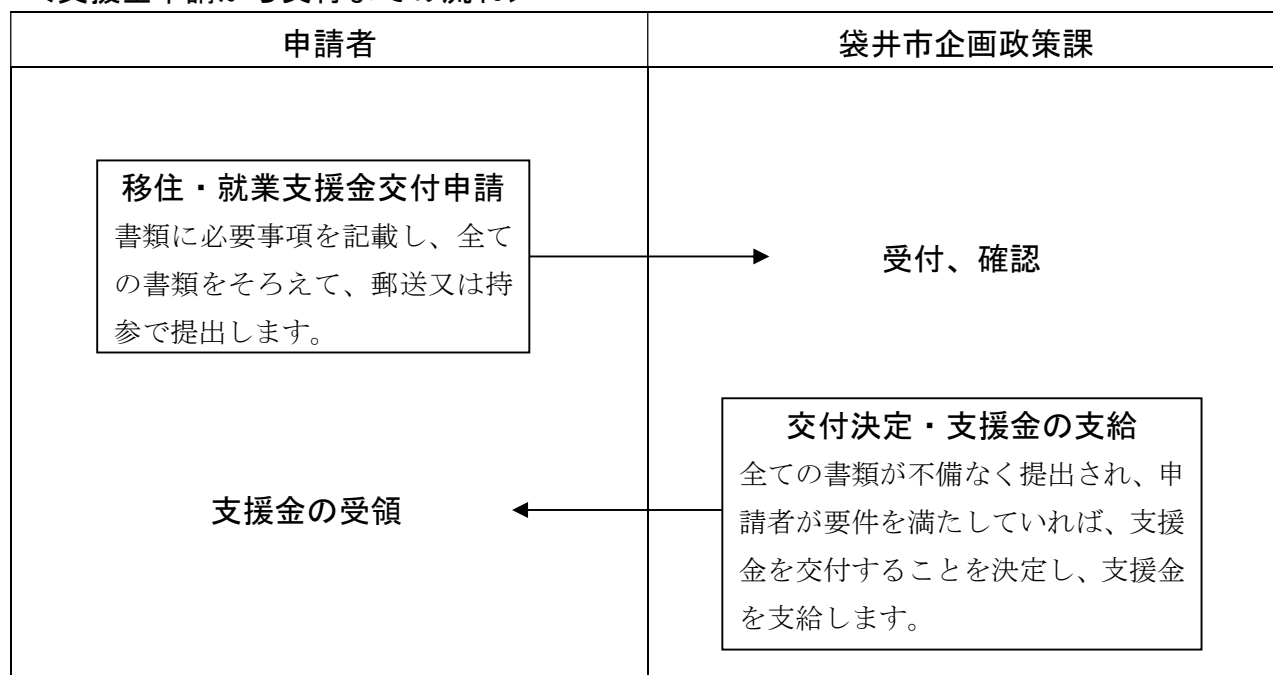 申請者
袋井市企画政策課
移住・就業支援金交付申請
書類に必要事項を記載し、全て
の書類をそろえて、郵送又は持
参で提出します。
受付、確認
交付決定・支援金の支給
全ての書類が不備なく提出され、申
請者が要件を満たしていれば、支援
金を交付することを決定し、支援金
を支給します。
支援金の受領